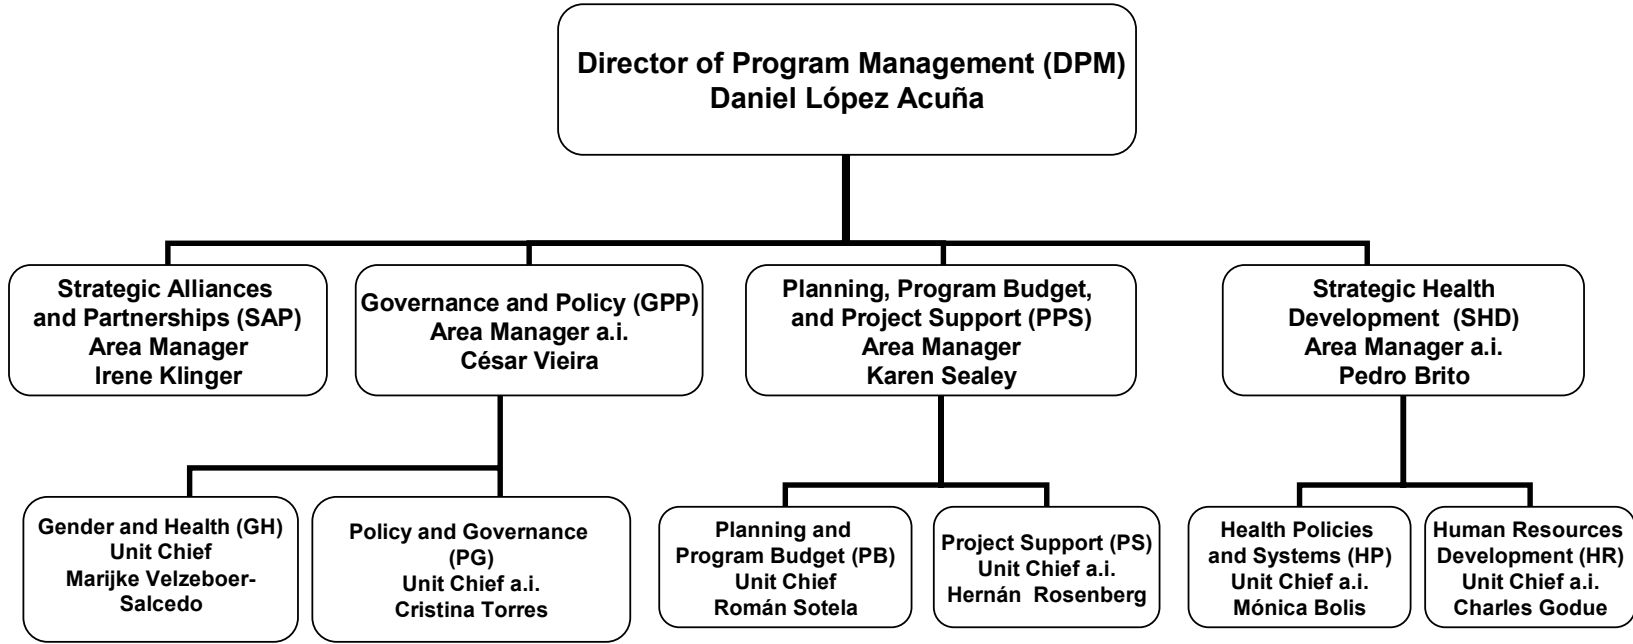 Director of Program Management (DPM)
Daniel López Acuña
Strategic Alliances
and Partnerships (SAP)
Area Manager
Irene Klinger
Governance and Policy (GPP)
Area Manager a.i.
César Vieira
Planning, Program Budget,
and Project Support (PPS)
Area Manager
Karen Sealey
Strategic Health
Development (SHD)
Area Manager a.i.
Pedro Brito
Gender and Health (GH)
Unit Chief
Marijke Velzeboer-
Salcedo
Policy and Governance
(PG)
Unit Chief a.i.
Cristina Torres
Planning and
Program Budget (PB)
Unit Chief
Román Sotela
Project Support (PS)
Unit Chief a.i.
Hernán Rosenberg
Health Policies
and Systems (HP)
Unit Chief a.i.
Mónica Bolis
Human Resources
Development (HR)
Unit Chief a.i.
Charles Godue